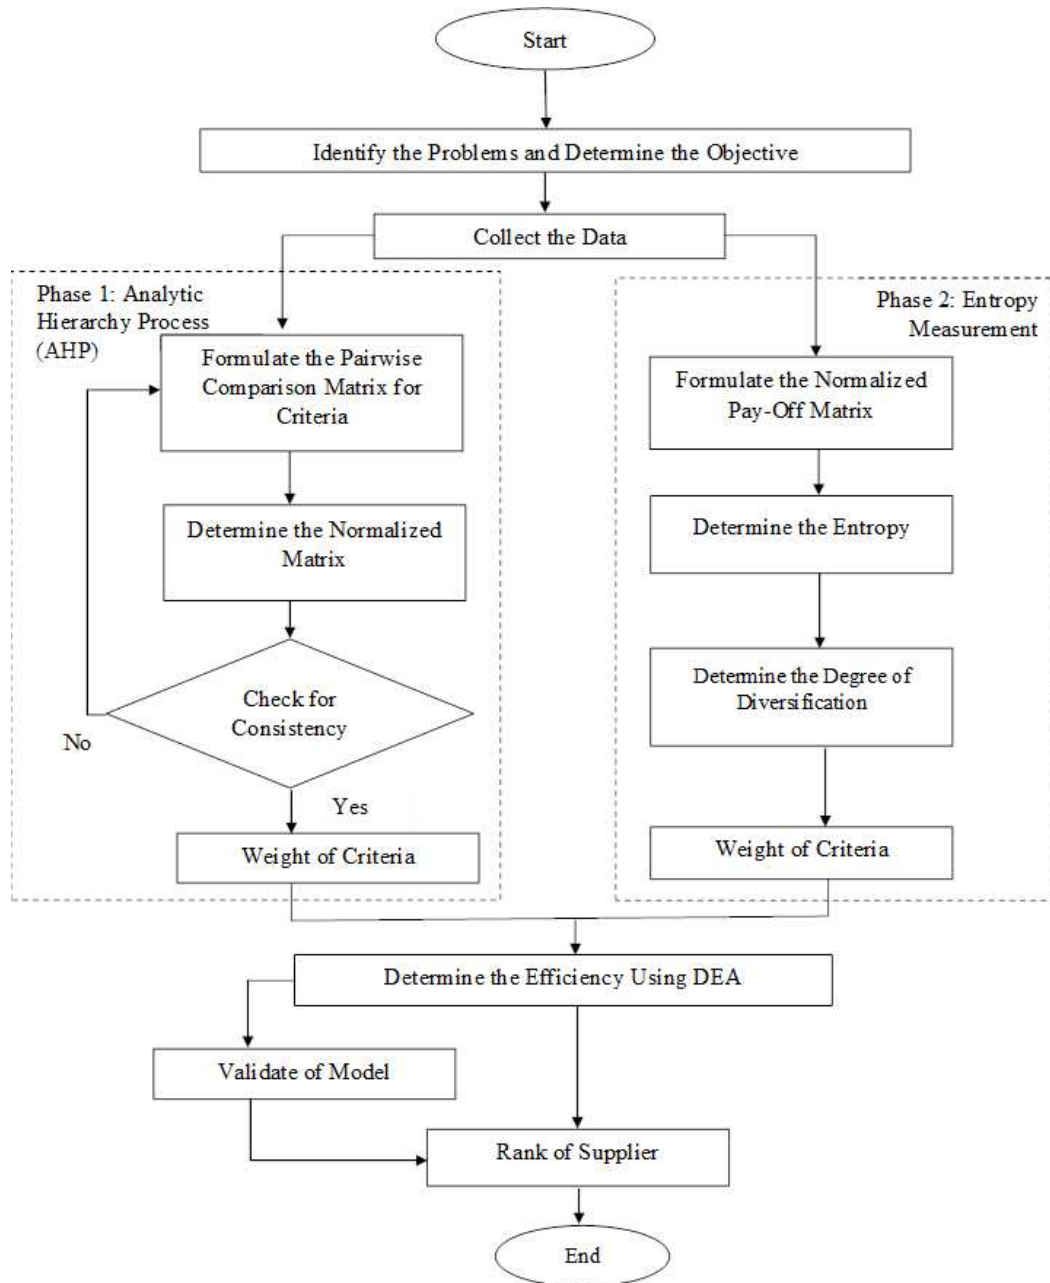 Start
Identify the Problems and Determine the Objective
Collect the Data
Phase 1: Analytic
Hierarchy Process
(AHP)
Formulate the Pairwise
Comparison Matrix for
Criteria
Determine the Normalized
Matrix
Check for
Consistency
No
Yes
Weight of Criteria
Phase 2: Entropy
Measurement
Formulate the Normalized
Pay-Off Matrix
Determine the Entropy
Determine the Degree of
Diversification
Weight of Criteria
Determine the Efficiency Using DEA
Validate of Model
Rank of Supplier
End